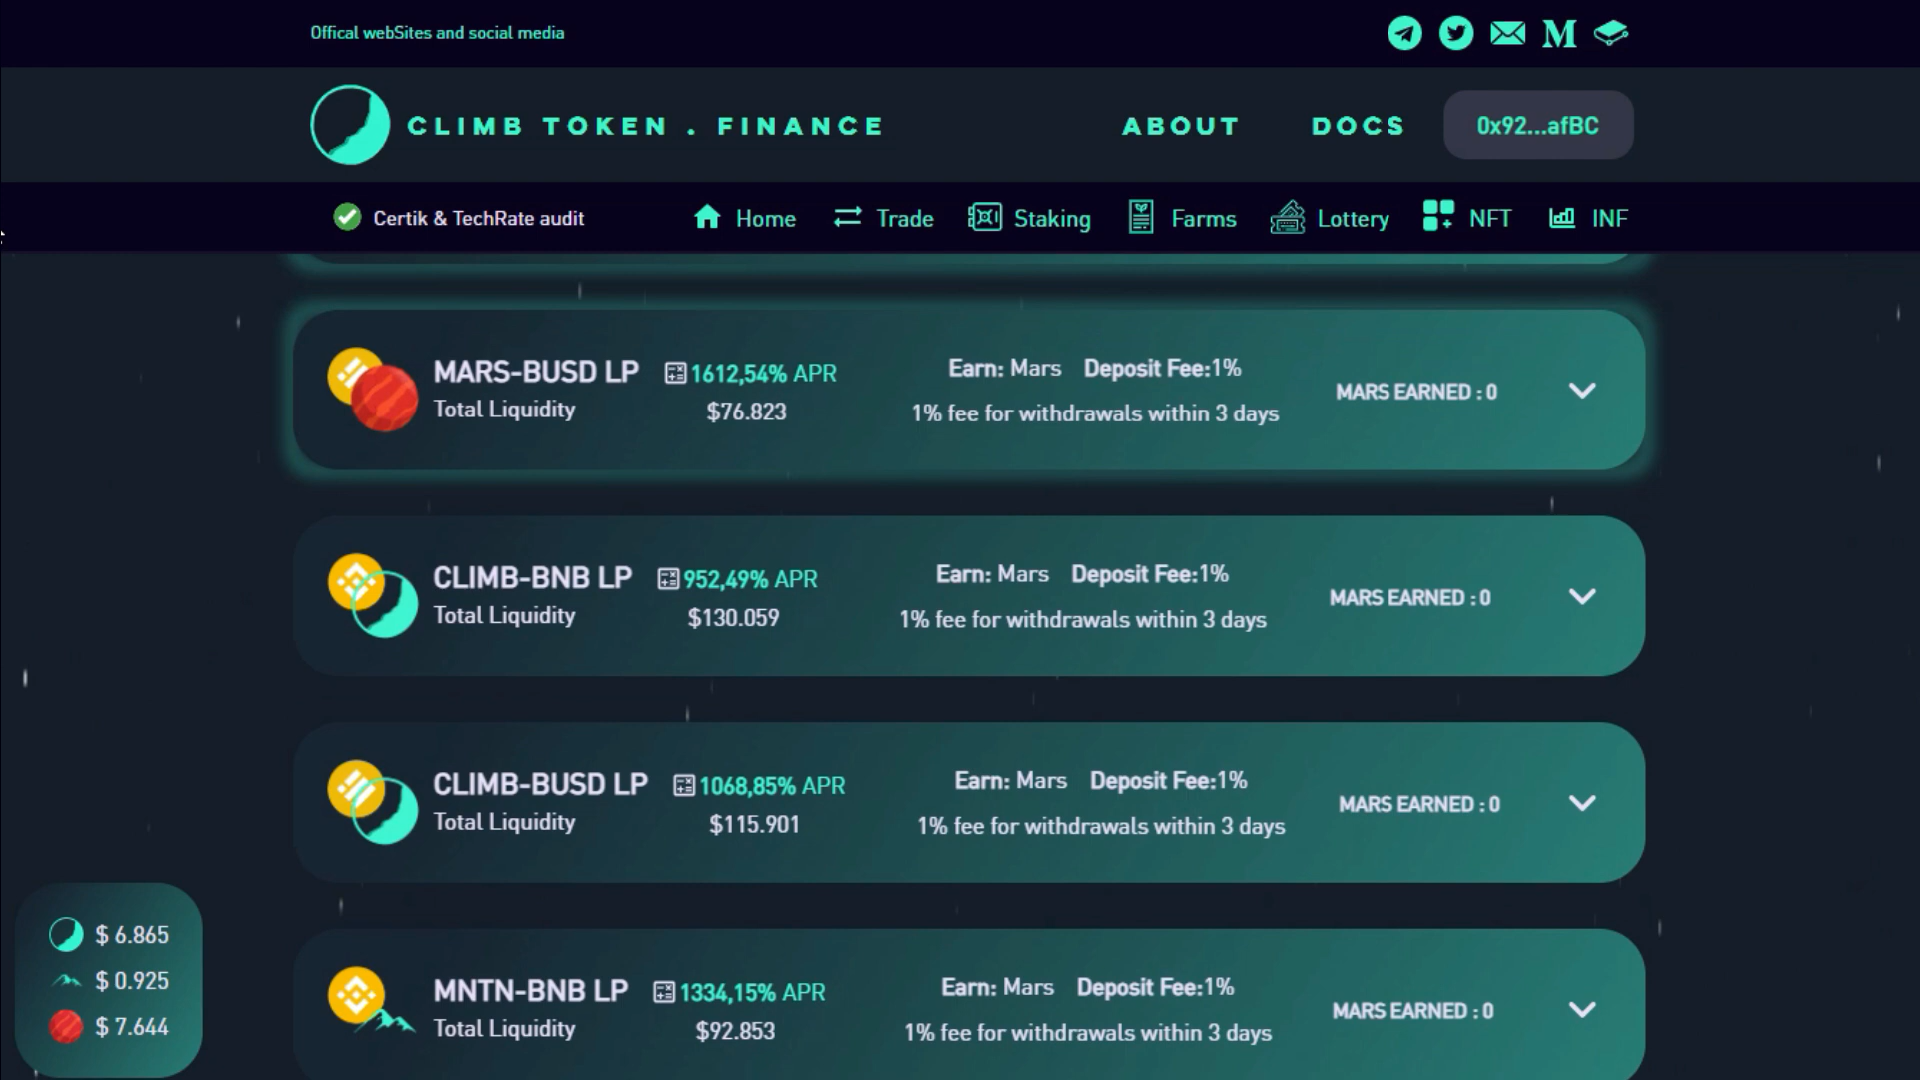 Offical webSites and social media
M
CLIMB TOKEN . FINANCE
ABOUT
DOCS
0x92...afBC
Certik & TechRate audit
Home
Trade
Staking
Farms
Lottery
NFT
INF
MARS-BUSD LP
1612,54% APR
Earn: Mars Deposit Fee:1%
MARS EARNED : 0
Total Liquidity
$76.823
1% fee for withdrawals within 3 days
CLIMB-BNB LP
952,49% APR
Earn: Mars Deposit Fee:1%
MARS EARNED : 0
Total Liquidity
$130.059
1% fee for withdrawals within 3 days
CLIMB-BUSD LP
1068,85% APR
Earn: Mars Deposit Fee:1%
MARS EARNED : 0
Total Liquidity
$115.901
1% fee for withdrawals within 3 days
MNTN-BNB LP
1334,15% APR
Earn: Mars Deposit Fee:1%
MARS EARNED : 0
Total Liquidity
$92.853
1% fee for withdrawals within 3 days
$ 6.865
$ 0.925
$ 7.644